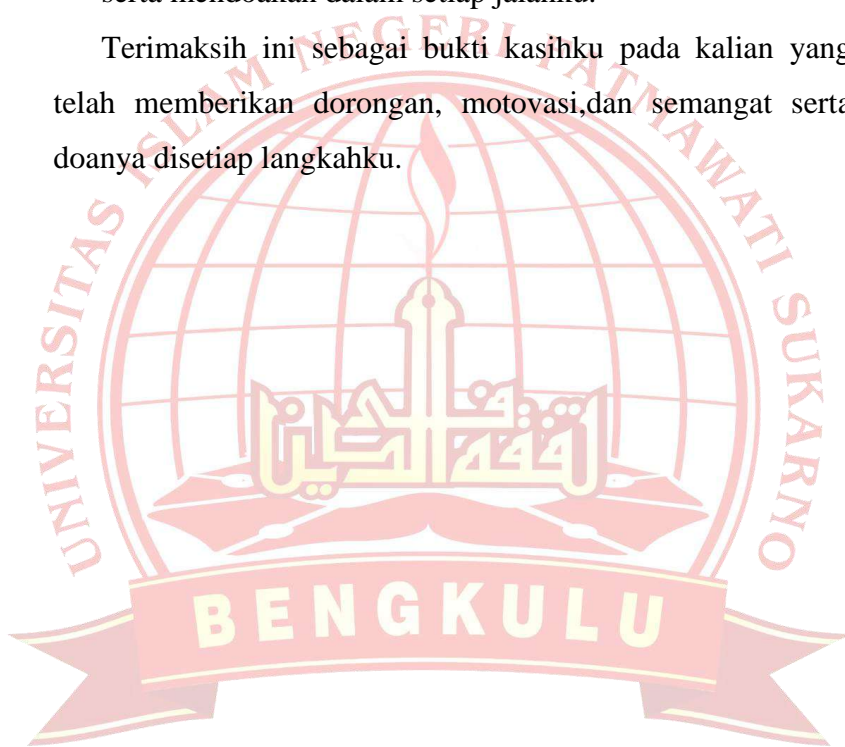 serta mendoakan dalam setiap jalanku.
Terimaksih ini sebagai bukti kasihku pada kalian yang
telah memberikan dorongan, motovasi,dan semangat serta
doanya disetiap langkahku.
UNIVERSITAS ISLAM NEGERI FATMAWATI SUKARNO
BENGKULU